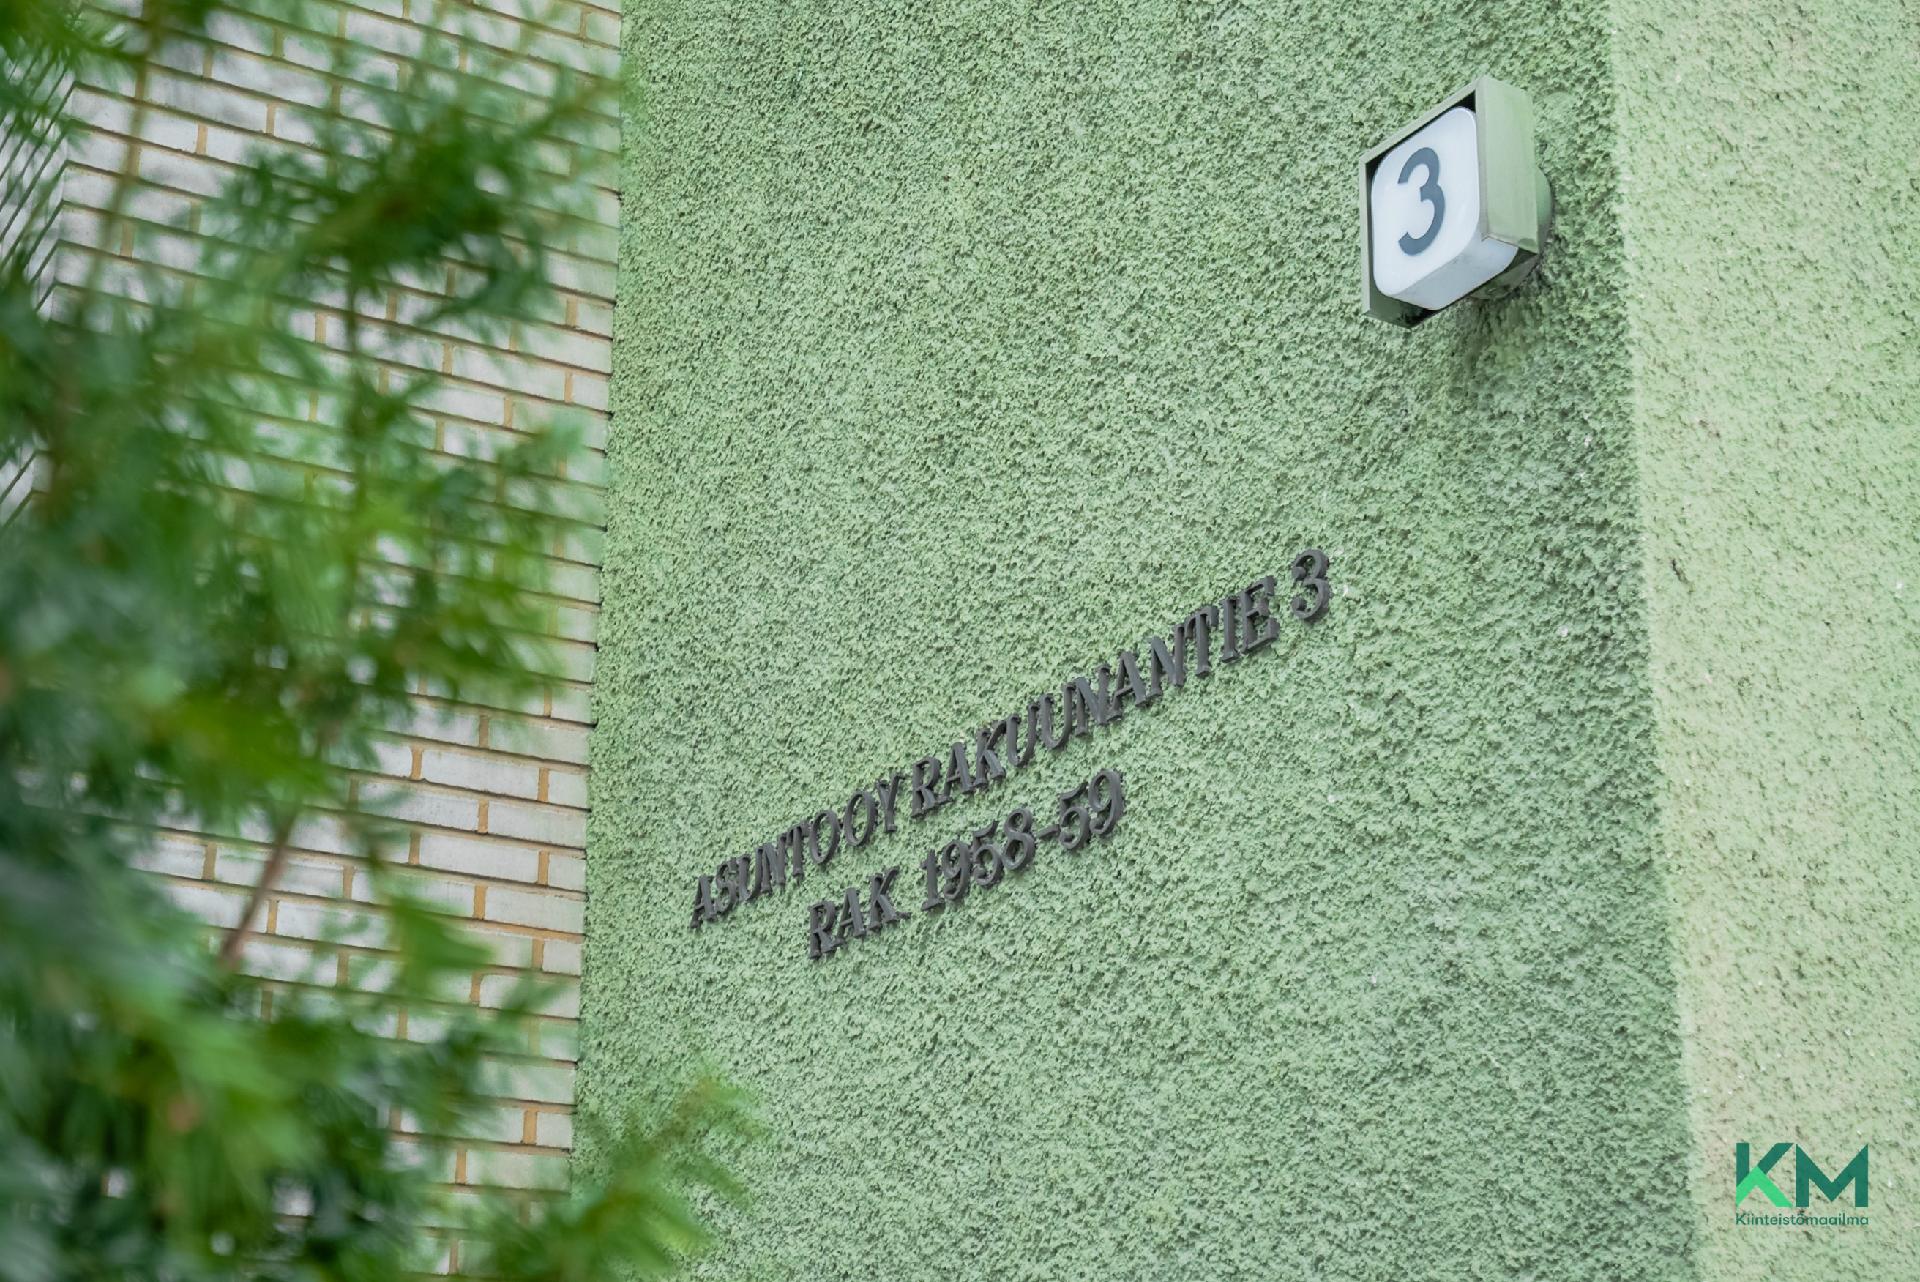 3
ASUNTO OY RAKUUNANTIE 3
RAK. 1958-59
KM
Kiinteistömaailma